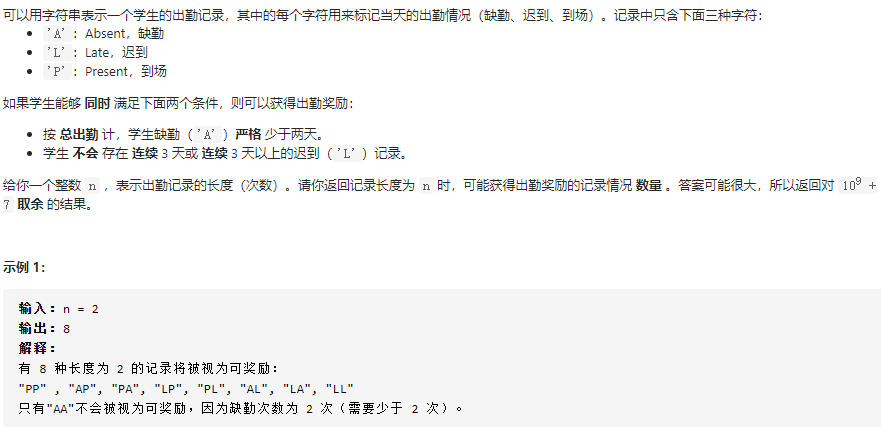 可以用字符串表示一个学生的出勤记录，其中的每个字符用来标记当天的出勤情况（缺勤、迟到、到场）。记录中只含下面三种字符：
• 'A'：Absent，缺勤
• 'L'：Late，迟到
• 'P'：Present，到场
如果学生能够 同时 满足下面两个条件，则可以获得出勤奖励：
• 按 总出勤 计，学生缺勤（'A'）严格 少于两天。
• 学生 不会 存在 连续 3 天或 连续 3 天以上的迟到（'L'）记录。
给你一个整数 n ，表示出勤记录的长度（次数）。请你返回记录长度为 n 时，可能获得出勤奖励的记录情况 数量 。答案可能很大，所以返回对 10⁹ +
7 取余 的结果。
示例 1：
输入：n = 2
输出：8
解释：
有 8 种长度为 2 的记录将被视为可奖励：
"PP" , "AP", "PA", "LP", "PL", "AL", "LA", "LL"
只有"AA"不会被视为可奖励，因为缺勤次数为 2 次（需要少于 2 次）。